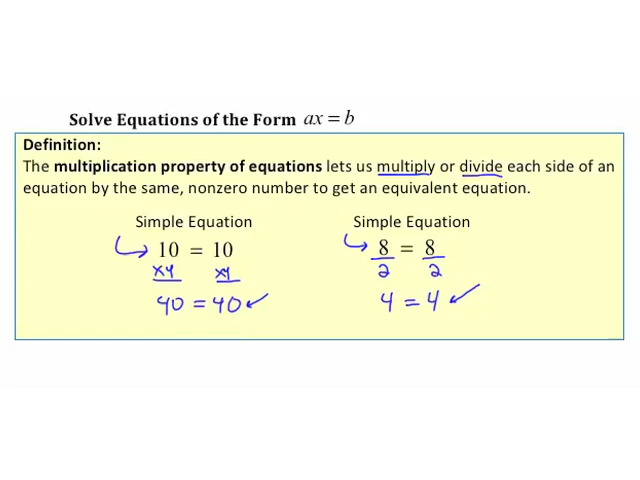 Solve Equations of the Form ax = b
Definition:
The multiplication property of equations lets us multiply or divide each side of an
equation by the same, nonzero number to get an equivalent equation.
Simple Equation Simple Equation
10 = 10 8 = 8
x4 x4 2 2
40 = 40 ✓ 4 = 4 ✓